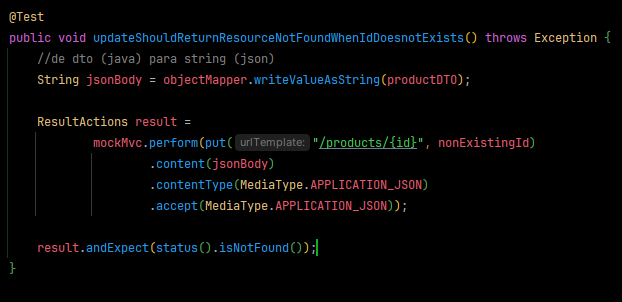 @Test
public void updateShouldReturnResourceNotFoundWhenIdDoesnotExists() throws Exception {
//de dto (java) para string (json)
String jsonBody = objectMapper.writeValueAsString(productDTO);
ResultActions result =
mockMvc.perform(put( urlTemplate: "/products/{id}", nonExistingId)
.content(jsonBody)
.contentType(MediaType.APPLICATION_JSON)
.accept(MediaType.APPLICATION_JSON));
result.andExpect(status().isNotFound());
}